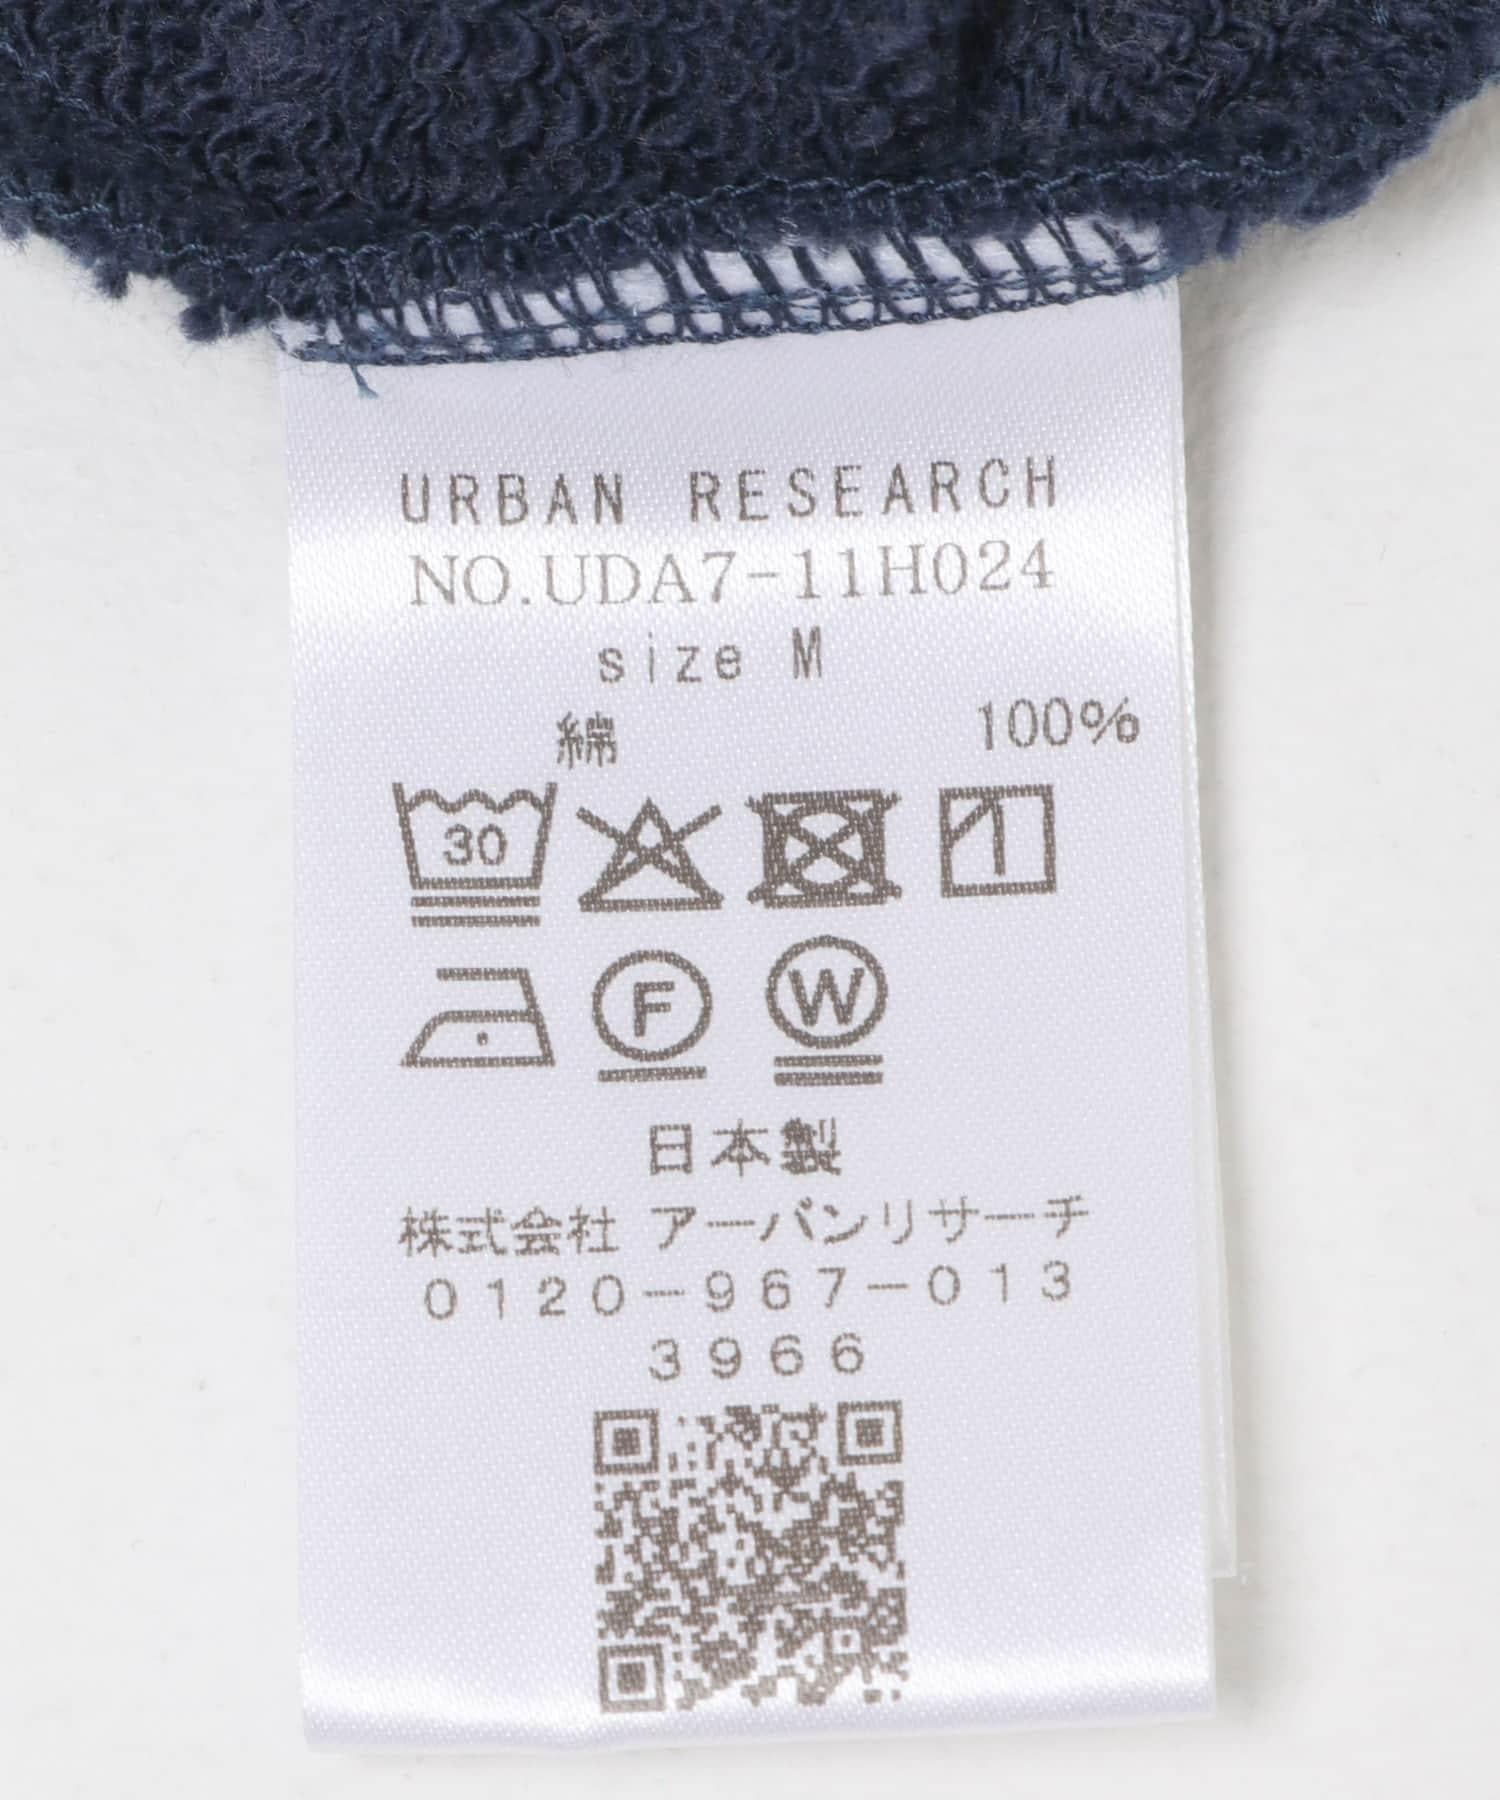 URBAN RESEARCH
NO.UDA7-11H024
size M
綿 100%
30
F W
日本製
株式会社 アーバンリサーチ
0120-967-013
3966